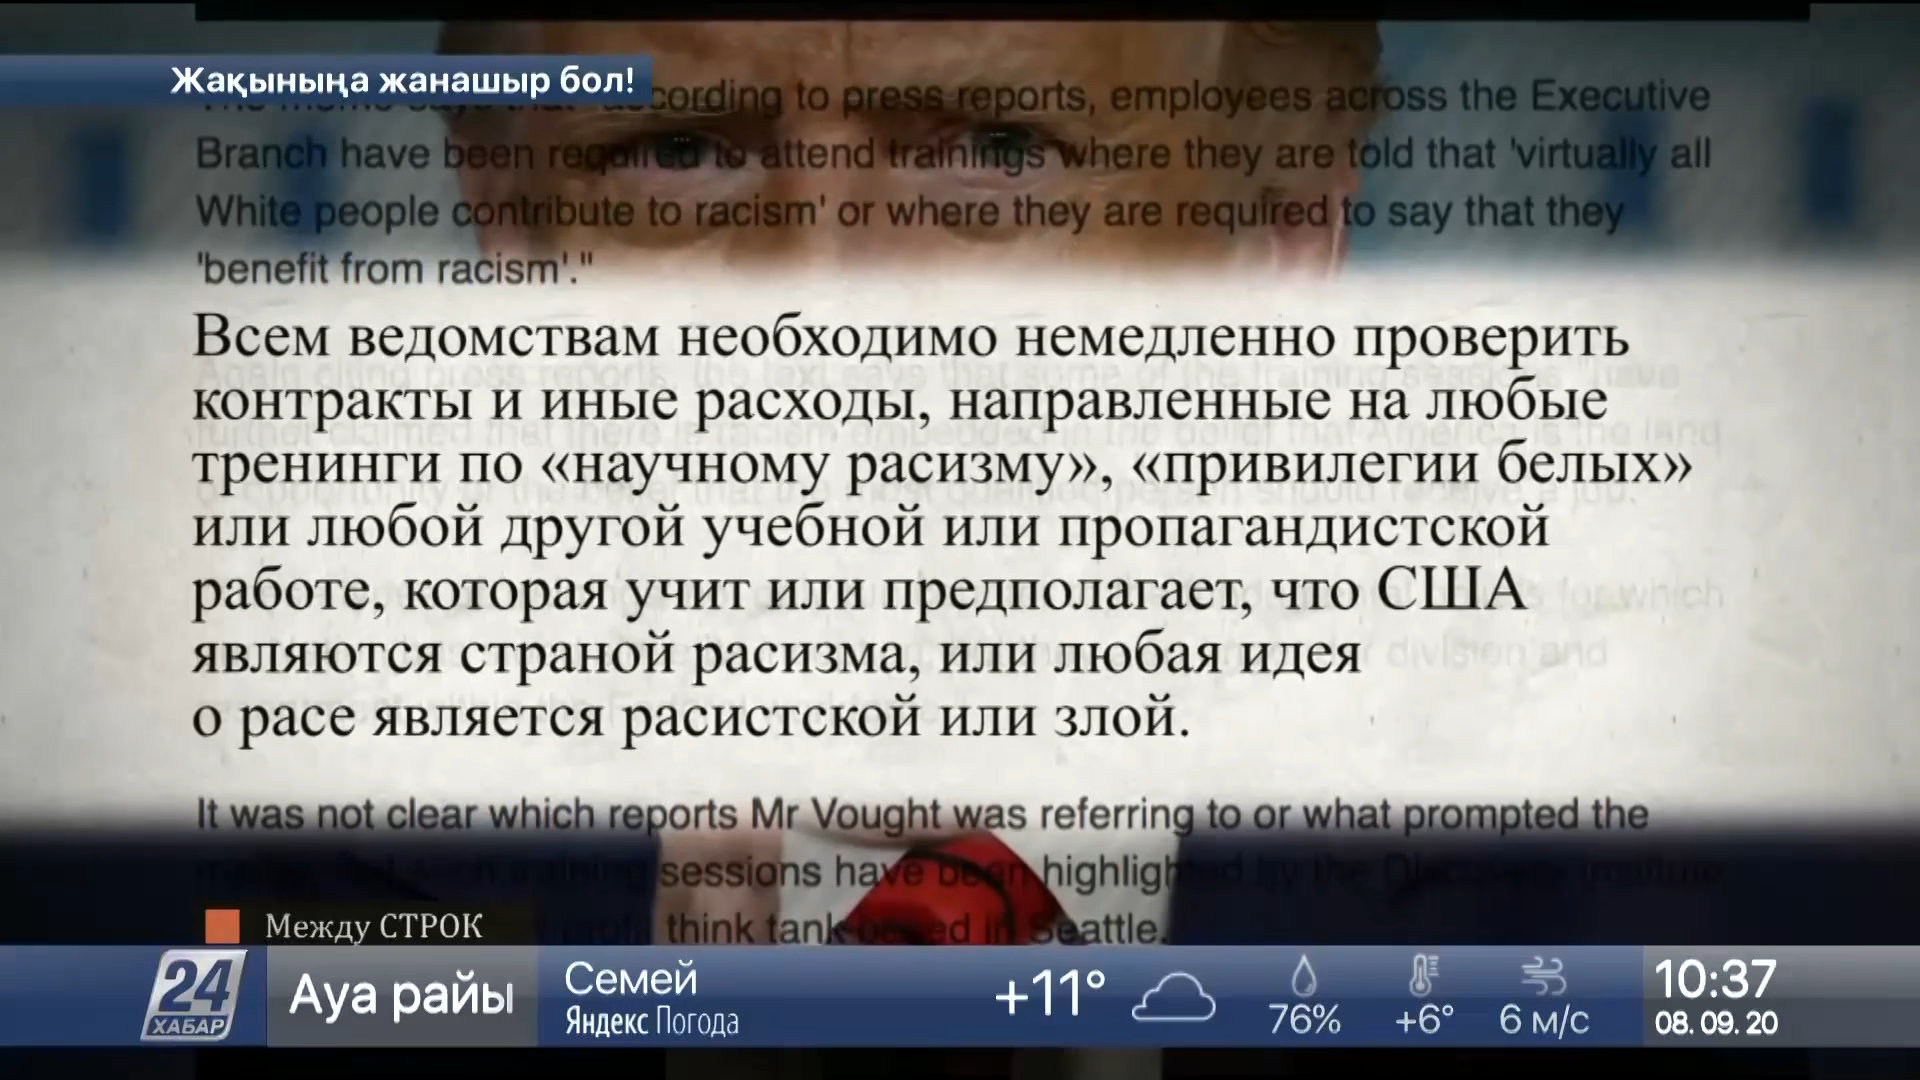 Жақыныңа жанашыр бол!
according to press reports, employees across the Executive
Branch have been required to attend trainings where they are told that 'virtually all
White people contribute to racism' or where they are required to say that they
'benefit from racism'."
Всем ведомствам необходимо немедленно проверить
контракты и иные расходы, направленные на любые
тренинги по «научному расизму», «привилегии белых»
или любой другой учебной или пропагандистской
работе, которая учит или предполагает, что США
являются страной расизма, или любая идея
о расе является расистской или злой.
It was not clear which reports Mr Vought was referring to or what prompted the
training sessions have been highlighted by the Discovery Institute
think tank based in Seattle.
Между СТРОК
24 ХАБАР
Ауа райы
Семей
Яндекс Погода
+11°
76%
+6°
6 м/с
10:37
08. 09. 20